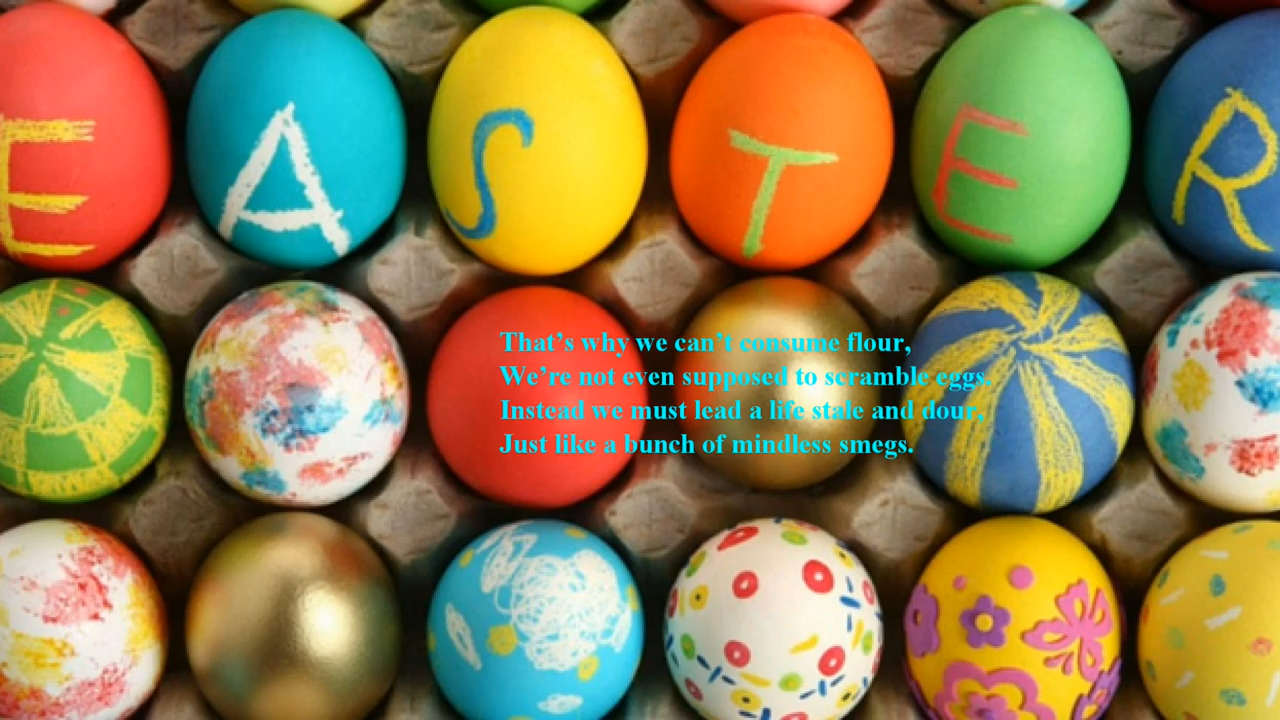 EASTER
That’s why we can’t consume flour,
We’re not even supposed to scramble eggs.
Instead we must lead a life stale and dour,
Just like a bunch of mindless smegs.